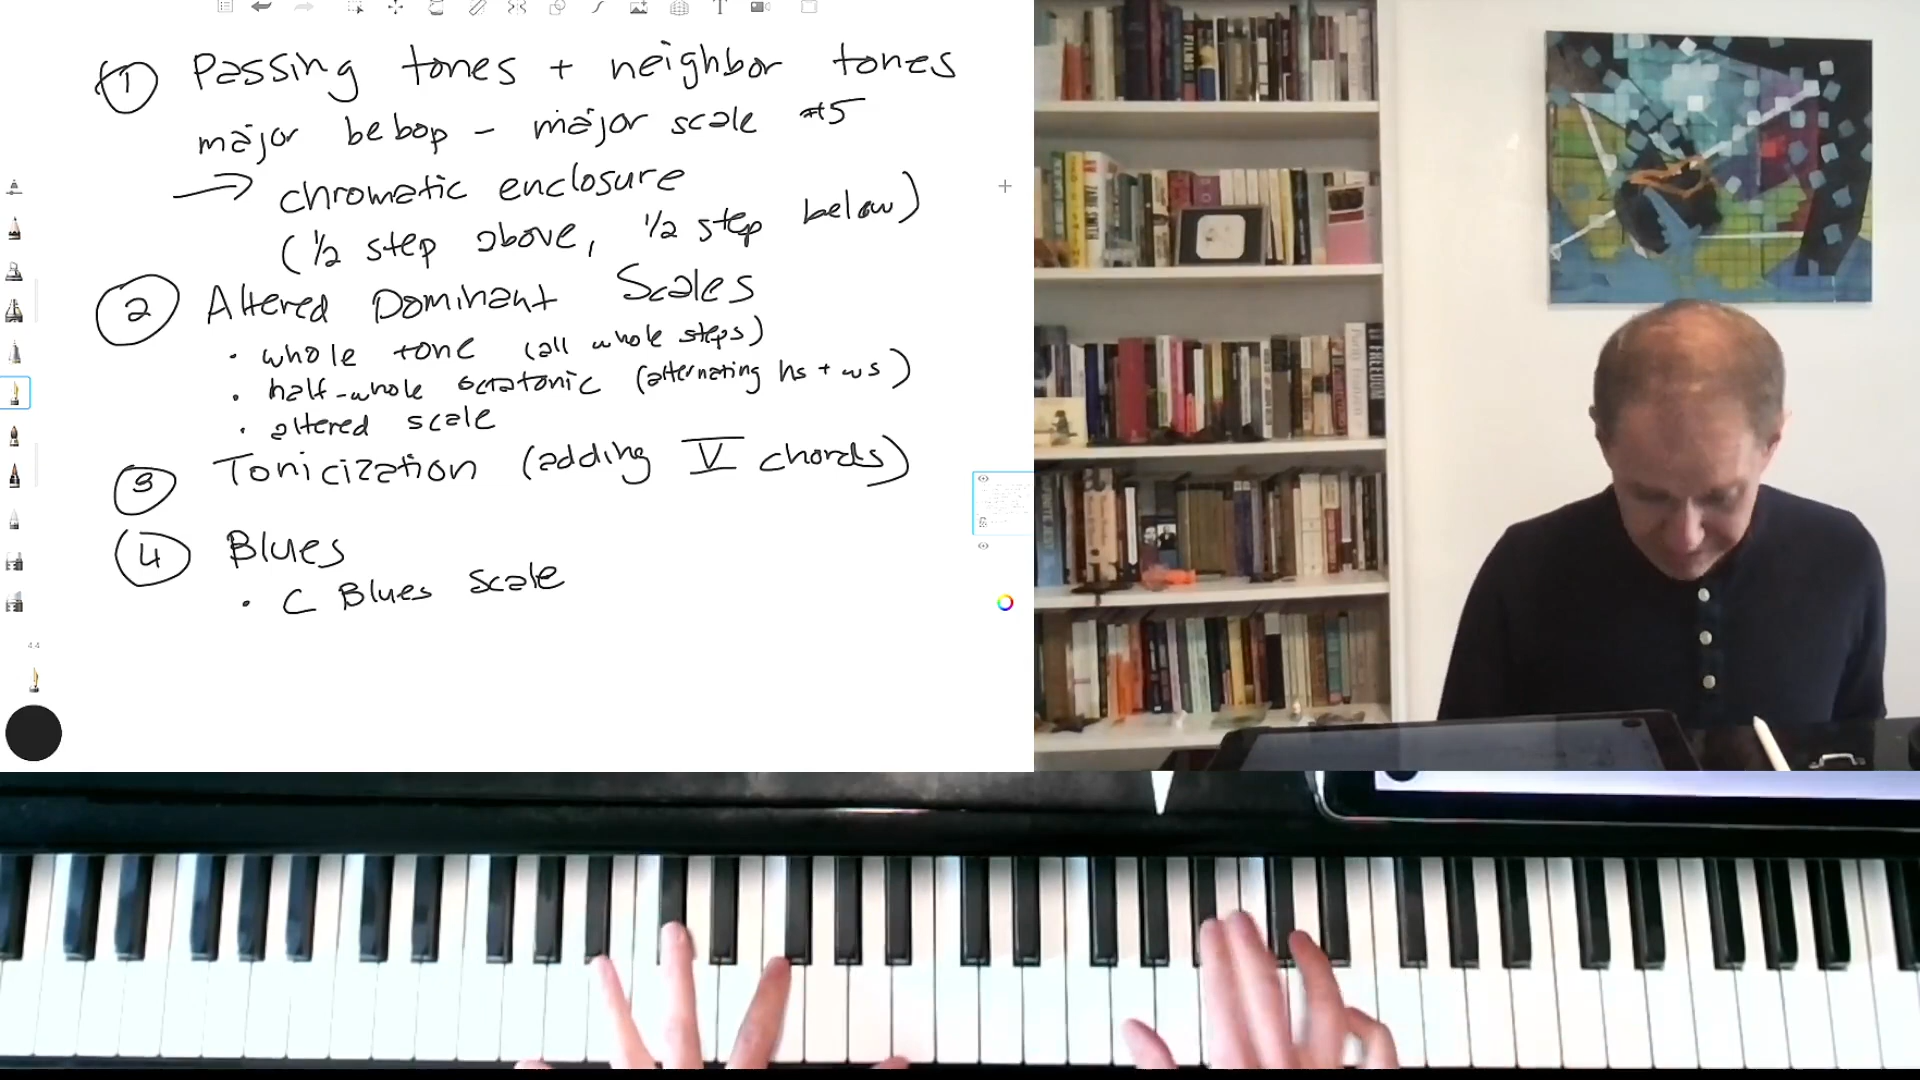 1 Passing tones + neighbor tones
major bebop - major scale #5
→ chromatic enclosure
(1/2 step above, 1/2 step below)
2 Altered Dominant Scales
• whole tone (all whole steps)
• half-whole octatonic (alternating hs + ws)
• altered scale
3 Tonicization (adding V chords)
4 Blues
• C Blues scale
FILMS
FREEDOM